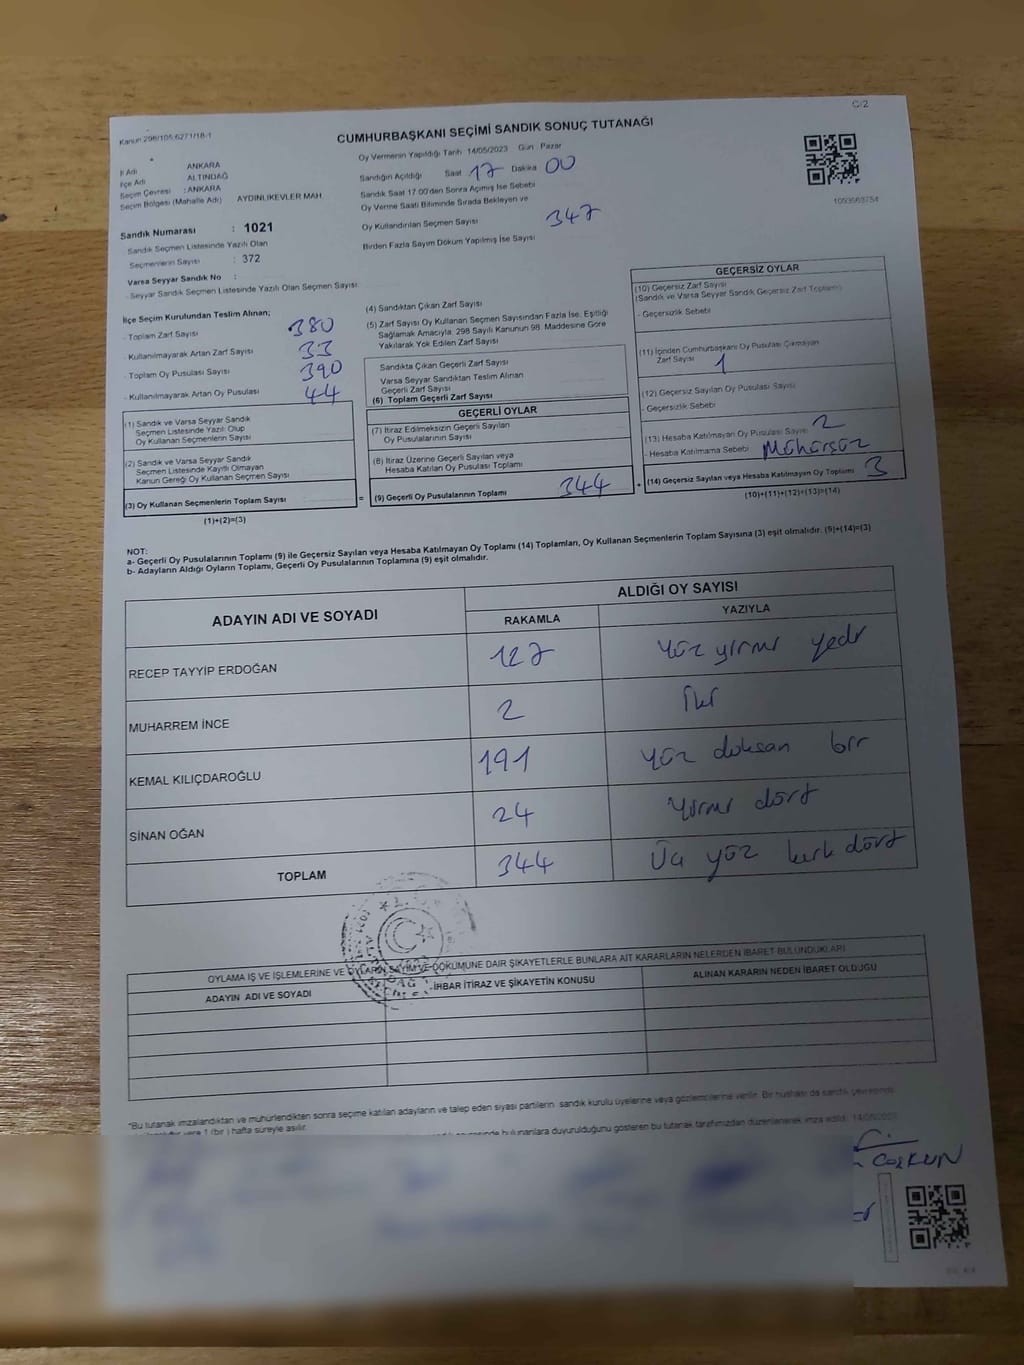 C/2
Kanun 298/105 6271/18-1
CUMHURBAŞKANI SEÇİMİ SANDIK SONUÇ TUTANAĞI
İl Adı ANKARA
İlçe Adı ALTINDAĞ
Seçim Çevresi : ANKARA
Seçim Bölgesi (Mahalle Adı) AYDINLIKEVLER MAH
Sandık Numarası : 1021
Sandık Seçmen Listesinde Yazılı Olan
Seçmenlerin Sayısı : 372
Varsa Seyyar Sandık No :
- Seyyar Sandık Seçmen Listesinde Yazılı Olan Seçmen Sayısı:
Oy Vermenin Yapıldığı Tarih 14/05/2023 Gün Pazar
Sandığın Açıldığı Saat 17 Dakika 00
Sandık Saat 17:00'den Sonra Açılmış İse Sebebi
Oy Verme Saati Bitiminde Sırada Bekleyen ve
Oy Kullandırılan Seçmen Sayısı 347
Birden Fazla Sayım Döküm Yapılmış İse Sayısı
İlçe Seçim Kurulundan Teslim Alınan;
- Toplam Zarf Sayısı 380
- Kullanılmayarak Artan Zarf Sayısı 33
- Toplam Oy Pusulası Sayısı 390
- Kullanılmayarak Artan Oy Pusulası 44
(1) Sandık ve Varsa Seyyar Sandık
Seçmen Listesinde Yazılı Olup
Oy Kullanan Seçmenlerin Sayısı
(2) Sandık ve Varsa Seyyar Sandık
Seçmen Listesinde Kayıtlı Olmayan
Kanun Gereği Oy Kullanan Seçmen Sayısı
(3) Oy Kullanan Seçmenlerin Toplam Sayısı
=
(1)+(2)=(3)
(4) Sandıktan Çıkan Zarf Sayısı
(5) Zarf Sayısı Oy Kullanan Seçmen Sayısından Fazla İse, Eşitliği
Sağlamak Amacıyla, 298 Sayılı Kanunun 98. Maddesine Göre
Yakılarak Yok Edilen Zarf Sayısı
Sandıkta Çıkan Geçerli Zarf Sayısı
Varsa Seyyar Sandıktan Teslim Alınan
Geçerli Zarf Sayısı
(6) Toplam Geçerli Zarf Sayısı
GEÇERLİ OYLAR
(7) İtiraz Edilmeksizin Geçerli Sayılan
Oy Pusulalarının Sayısı
(8) İtiraz Üzerine Geçerli Sayılan veya
Hesaba Katılan Oy Pusulası Toplamı
(9) Geçerli Oy Pusulalarının Toplamı 344
+
GEÇERSİZ OYLAR
(10) Geçersiz Zarf Sayısı
(Sandık ve Varsa Seyyar Sandık Geçersiz Zarf Toplamı)
- Geçersizlik Sebebi
(11) İçinden Cumhurbaşkanı Oy Pusulası Çıkmayan
Zarf Sayısı 1
(12) Geçersiz Sayılan Oy Pusulası Sayısı
- Geçersizlik Sebebi
(13) Hesaba Katılmayan Oy Pusulası Sayısı 2
- Hesaba Katılmama Sebebi Mühürsüz
(14) Geçersiz Sayılan veya Hesaba Katılmayan Oy Toplamı 3
(10)+(11)+(12)+(13)=(14)
NOT:
a- Geçerli Oy Pusulalarının Toplamı (9) ile Geçersiz Sayılan veya Hesaba Katılmayan Oy Toplamı (14) Toplamları, Oy Kullanan Seçmenlerin Toplam Sayısına (3) eşit olmalıdır. (9)+(14)=(3)
b- Adayların Aldığı Oyların Toplamı, Geçerli Oy Pusulalarının Toplamına (9) eşit olmalıdır.
ADAYIN ADI VE SOYADI ALDIĞI OY SAYISI
RAKAMLA YAZIYLA
RECEP TAYYİP ERDOĞAN 127 yüz yirmi yedi
MUHARREM İNCE 2 iki
KEMAL KILIÇDAROĞLU 191 yüz doksan bir
SİNAN OĞAN 24 yirmi dört
TOPLAM 344 Üç yüz kırk dört
OYLAMA İŞ VE İŞLEMLERİNE VE OYLARIN SAYIM VE DÖKÜMÜNE DAİR ŞİKAYETLERLE BUNLARA AİT KARARLARIN NELERDEN İBARET BULUNDUKLARI
ADAYIN ADI VE SOYADI İHBAR İTİRAZ VE ŞİKAYETİN KONUSU ALINAN KARARIN NEDEN İBARET OLDUĞU
*Bu tutanak imzalandıktan ve mühürlendikten sonra seçime katılan adayların ve talep eden siyasi partilerin sandık kurulu üyelerine veya gözlemcilerine verilir. Bir nüshası da sandık çevresinde
1 (bir) hafta süreyle asılır.
bulunanlara duyurulduğunu gösteren bu tutanak tarafımızdan düzenlenerek imza edildi. 14/05/2023
COŞKUN